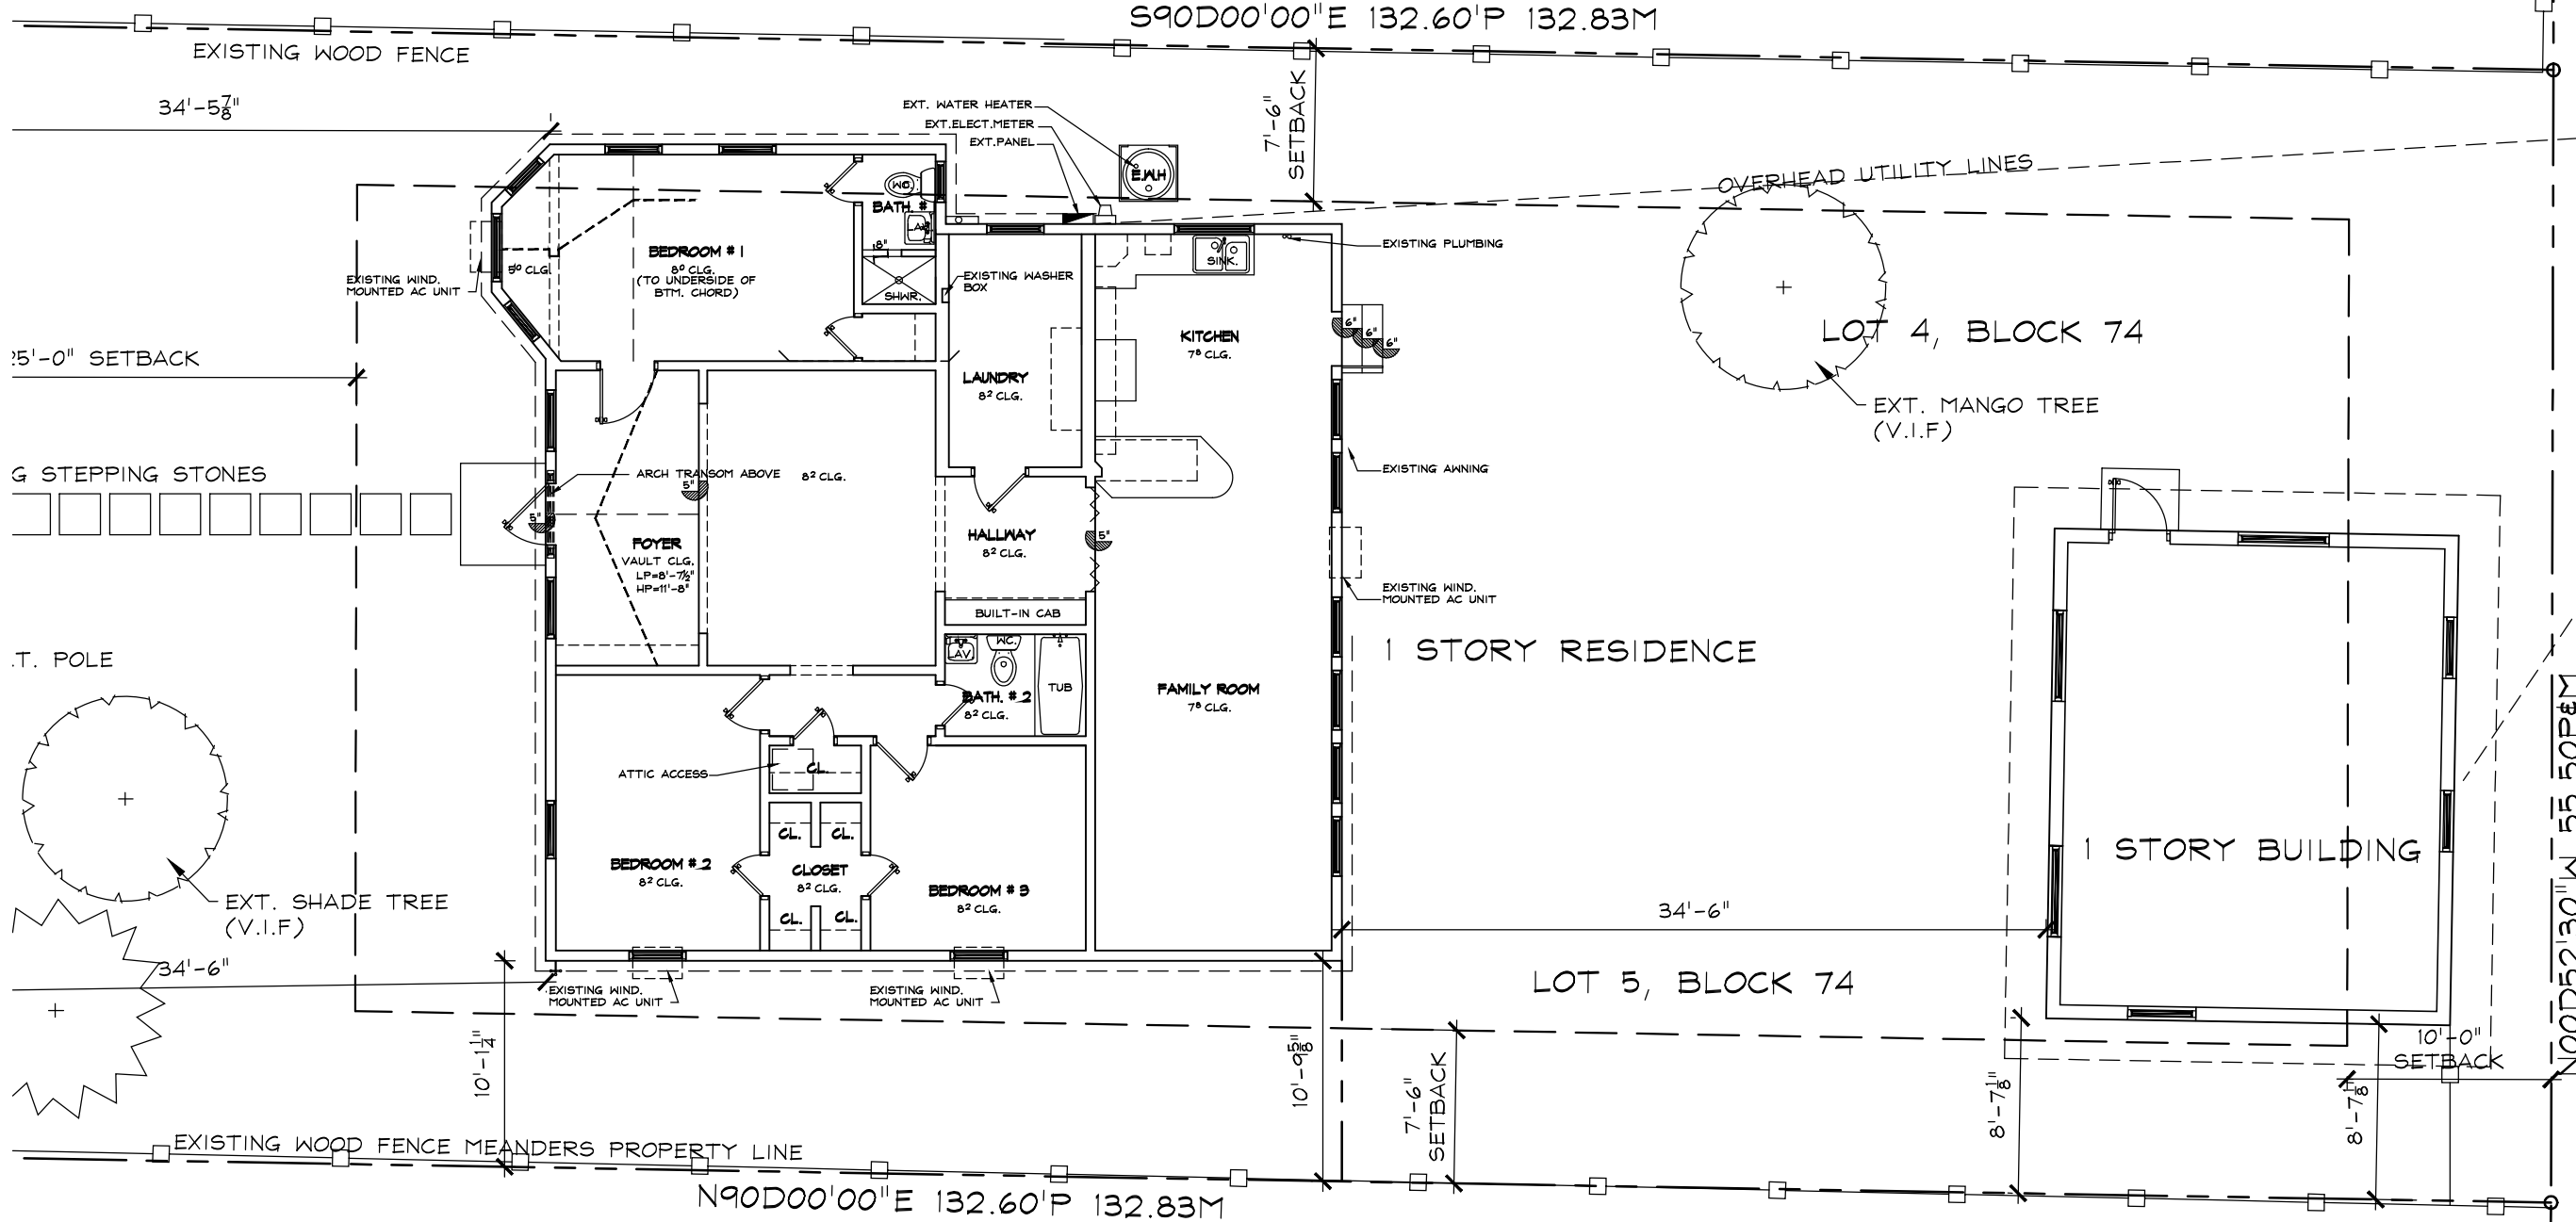 S90D00'00"E 132.60'P 132.83M
EXISTING WOOD FENCE
34'-5 7/8"
EXT. WATER HEATER
EXT.ELECT.METER
EXT.PANEL
E.W.H
7'-6"
SETBACK
OVERHEAD UTILITY LINES
WC.
BATH. #
LAV.
8"
SHWR.
BEDROOM # 1
8⁰ CLG.
(TO UNDERSIDE OF
BTM. CHORD)
5¹⁰ CLG.
EXISTING WIND.
MOUNTED AC UNIT
EXISTING WASHER
BOX
SINK.
EXISTING PLUMBING
KITCHEN
7⁸ CLG.
6"
6"
6"
LOT 4, BLOCK 74
25'-0" SETBACK
LAUNDRY
8² CLG.
EXT. MANGO TREE
(V.I.F)
G STEPPING STONES
ARCH TRANSOM ABOVE
5"
8² CLG.
EXISTING AWNING
5"
FOYER
VAULT CLG.
LP=8'-7½"
HP=11'-8"
HALLWAY
8² CLG.
5"
BUILT-IN CAB
EXISTING WIND.
MOUNTED AC UNIT
.T. POLE
LAV.
WC.
TUB
BATH. # 2
8² CLG.
FAMILY ROOM
7⁸ CLG.
1 STORY RESIDENCE
ATTIC ACCESS
CL.
CL.
CL.
BEDROOM # 2
8² CLG.
CLOSET
8² CLG.
CL.
CL.
BEDROOM # 3
8² CLG.
1 STORY BUILDING
EXT. SHADE TREE
(V.I.F)
34'-6"
34'-6"
EXISTING WIND.
MOUNTED AC UNIT
EXISTING WIND.
MOUNTED AC UNIT
LOT 5, BLOCK 74
10'-1 1/4"
10'-9 5/8"
7'-6"
SETBACK
8'-7 1/8"
8'-7 1/8"
10'-0"
SETBACK
N00D52'30"W 55.50P&M
EXISTING WOOD FENCE MEANDERS PROPERTY LINE
N90D00'00"E 132.60'P 132.83M